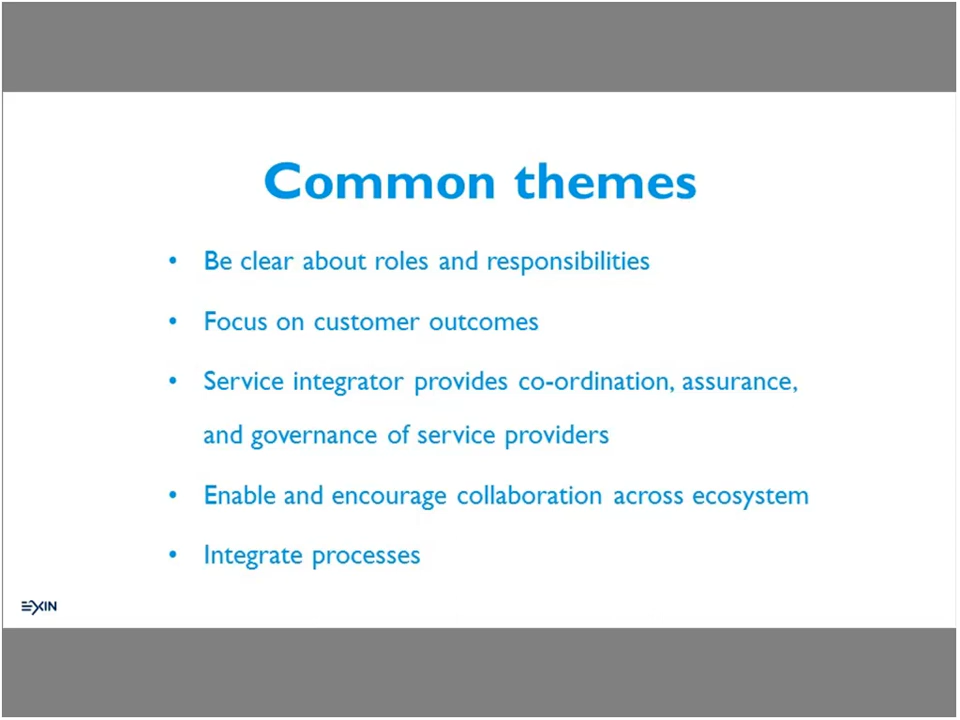 Common themes
• Be clear about roles and responsibilities
• Focus on customer outcomes
• Service integrator provides co-ordination, assurance,
and governance of service providers
• Enable and encourage collaboration across ecosystem
• Integrate processes
EXIN